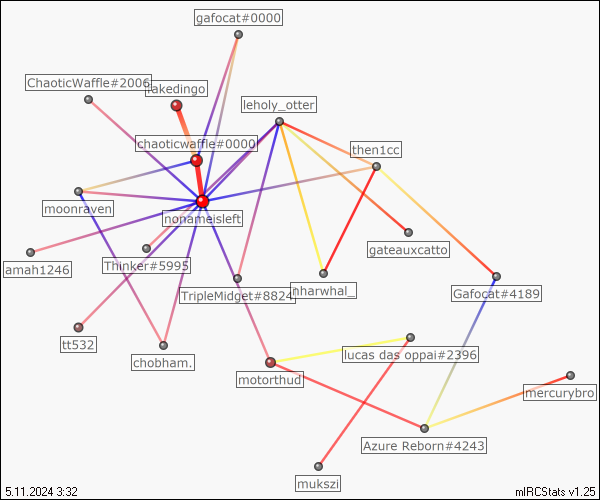 gafocat#0000
ChaoticWaffle#2006
lakedingo
leholy_otter
chaoticwaffle#0000
then1cc
moonraven
nonameisleft
gateauxcatto
amah1246
Thinker#5995
TripleMidget#8824
nharwhal_
Gafocat#4189
tt532
chobham.
lucas das oppai#2396
motorthud
mercurybro
Azure Reborn#4243
mukszi
5.11.2024 3:32
mIRCStats v1.25